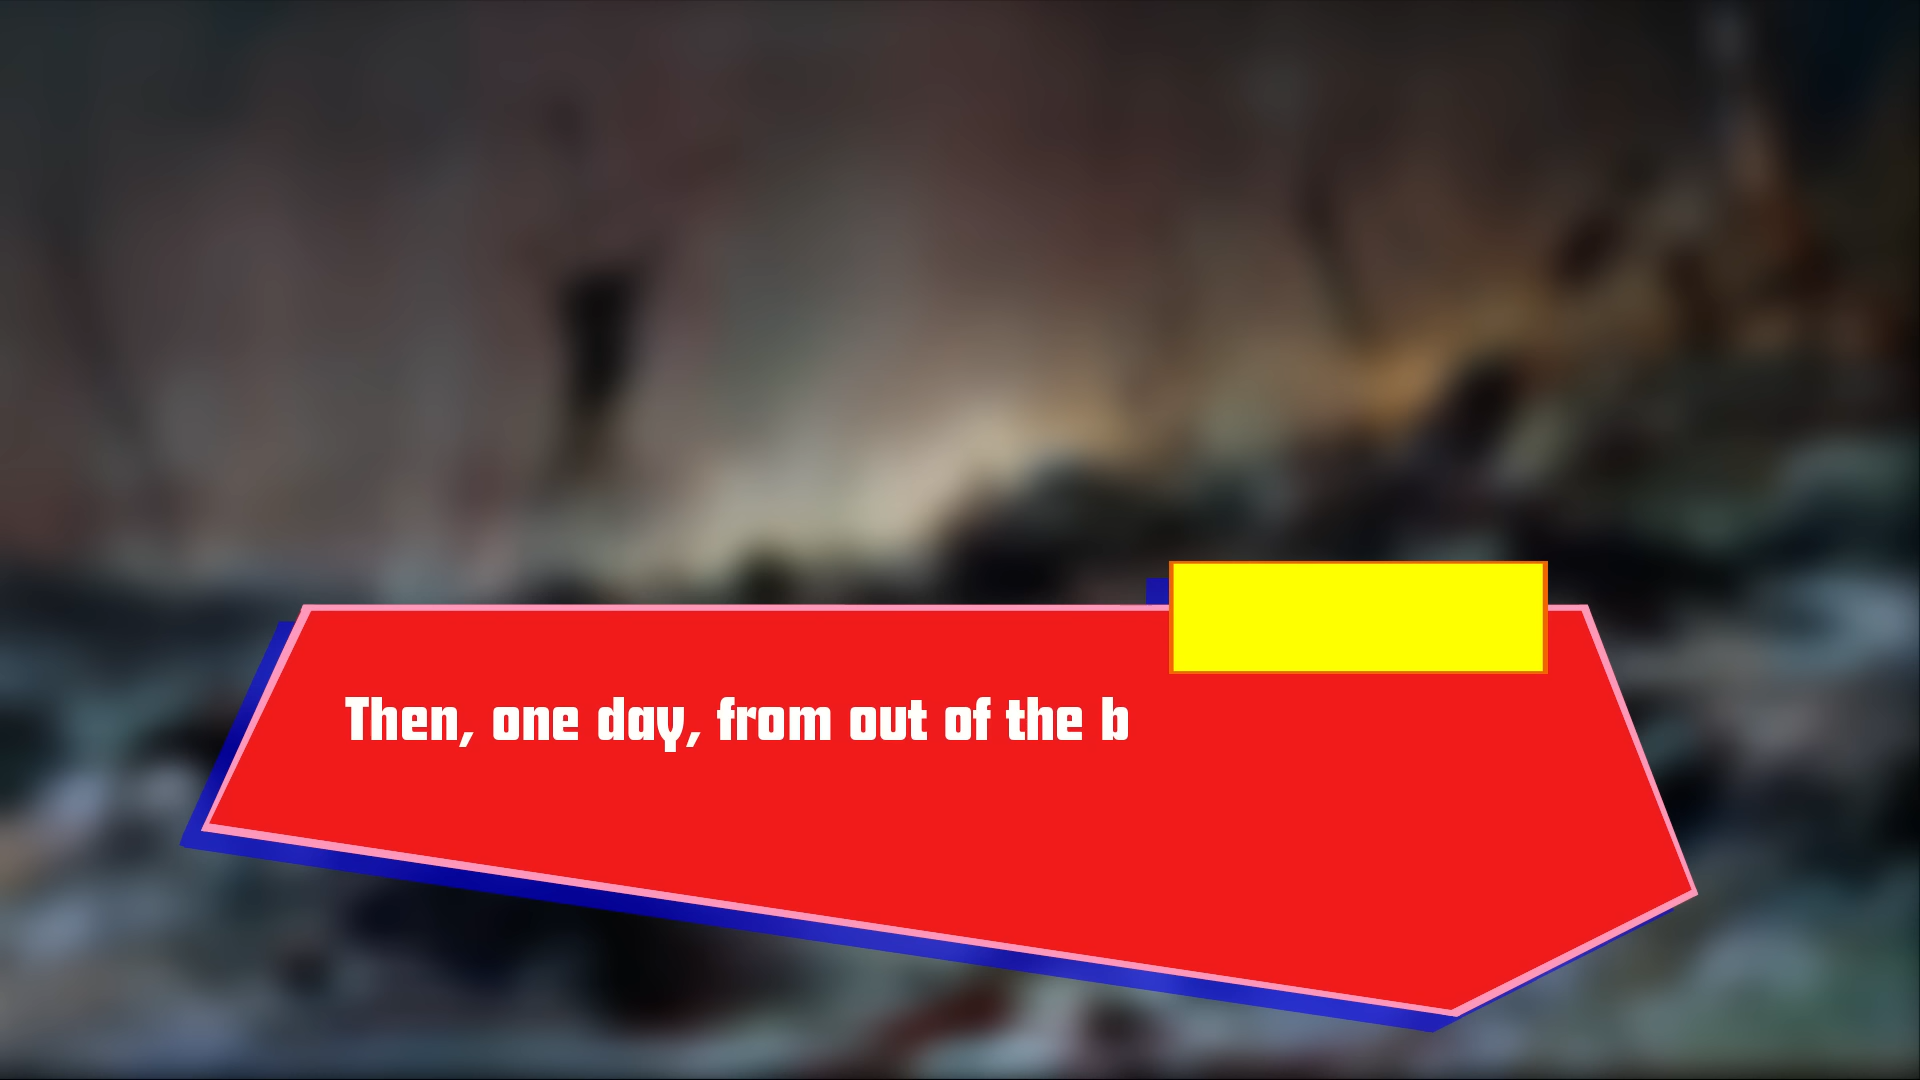 Then, one day, from out of the b